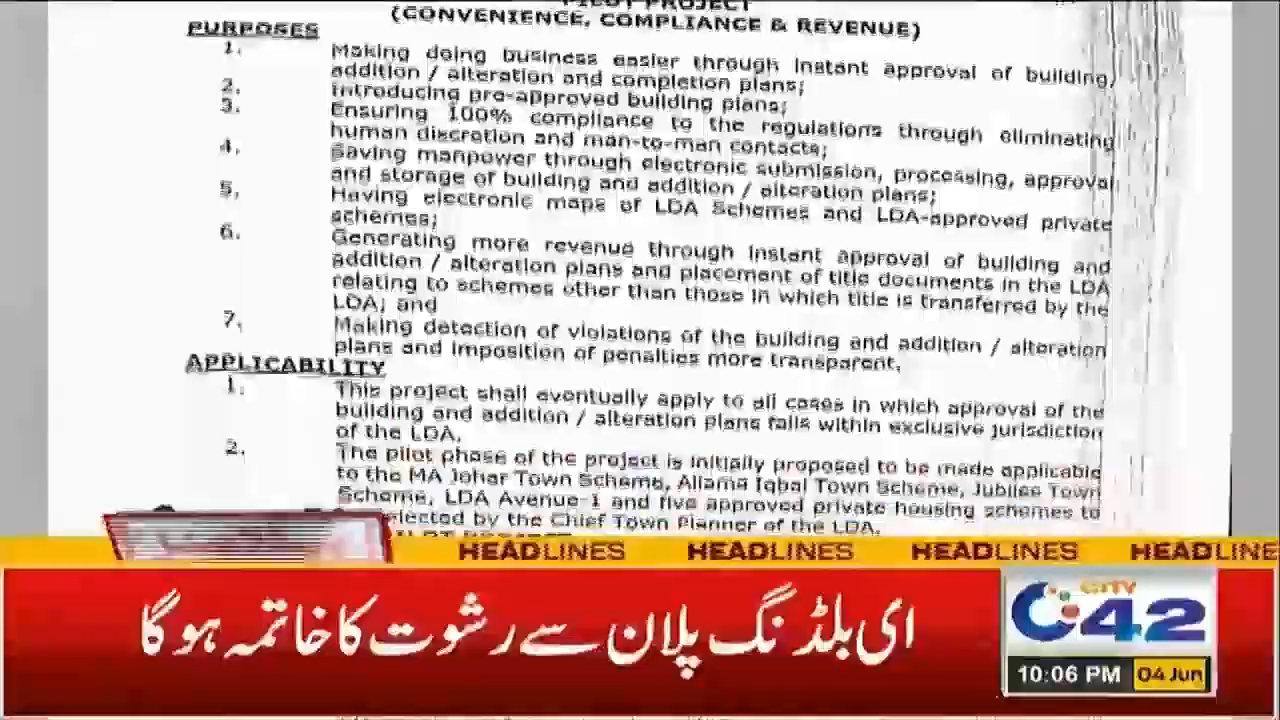 PILOT PROJECT
(CONVENIENCE, COMPLIANCE & REVENUE)
PURPOSES
1. Making doing business easier through instant approval of building,
addition / alteration and completion plans;
2. Introducing pre-approved building plans;
3. Ensuring 100% compliance to the regulations through eliminating
human discretion and man-to-man contacts;
4. Saving manpower through electronic submission, processing, approval
and storage of building and addition / alteration plans;
5. Having electronic maps of LDA Schemes and LDA-approved private
schemes;
6. Generating more revenue through instant approval of building and
addition / alteration plans and placement of title documents in the LDA
relating to schemes other than those in which title is transferred by the
LDA; and
7. Making detection of violations of the building and addition / alteration
plans and imposition of penalties more transparent.
APPLICABILITY
1. This project shall eventually apply to all cases in which approval of the
building and addition / alteration plans falls within exclusive jurisdiction
of the LDA.
2. The pilot phase of the project is initially proposed to be made applicable
to the MA Johar Town Scheme, Allama Iqbal Town Scheme, Jubilee Town
Scheme, LDA Avenue-1 and five approved private housing schemes to
elected by the Chief Town Planner of the LDA.
HEADLINES HEADLINES HEADLINES HEADLINE
ای بلڈنگ پلان سے رشوت کا خاتمہ ہوگا
CITY
42
10:06 PM 04 Jun